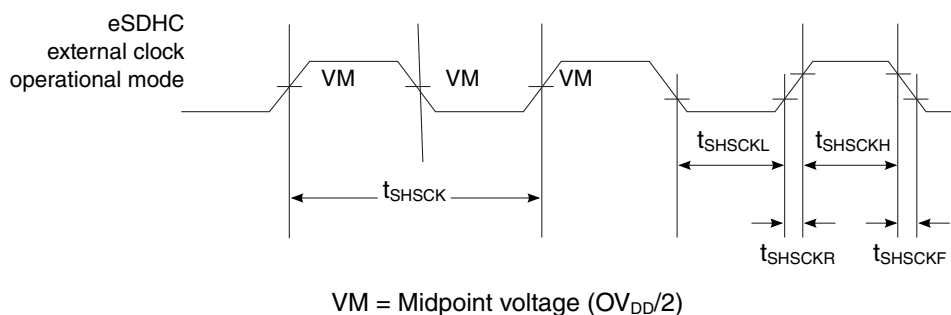 eSDHC
external clock
operational mode
VM VM VM
tSHSCKL tSHSCKH
tSHSCK
tSHSCKR tSHSCKF
VM = Midpoint voltage (OVDD/2)